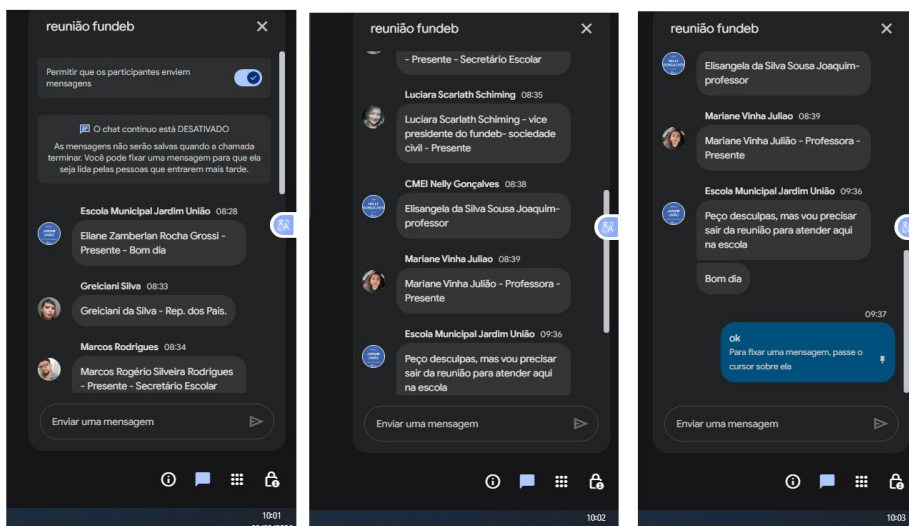 reunião fundeb
Permitir que os participantes enviem
mensagens
O chat contínuo está DESATIVADO
As mensagens não serão salvas quando a chamada
terminar. Você pode fixar uma mensagem para que ela
seja lida pelas pessoas que entrarem mais tarde.
Escola Municipal Jardim União 08:28
Eliane Zamberlan Rocha Grossi -
Presente - Bom dia
Greiciani Silva 08:33
Greiciani da Silva - Rep. dos Pais.
Marcos Rodrigues 08:34
Marcos Rogério Silveira Rodrigues
- Presente - Secretário Escolar
Enviar uma mensagem
10:01
reunião fundeb
- Presente - Secretário Escolar
Luciara Scarlath Schiming 08:35
Luciara Scarlath Schiming - vice
presidente do fundeb- sociedade
civil - Presente
CMEI Nelly Gonçalves 08:38
Elisangela da Silva Sousa Joaquim-
professor
Mariane Vinha Juliao 08:39
Mariane Vinha Julião - Professora -
Presente
Escola Municipal Jardim União 09:36
Peço desculpas, mas vou precisar
sair da reunião para atender aqui
na escola
Enviar uma mensagem
10:02
reunião fundeb
Elisangela da Silva Sousa Joaquim-
professor
Mariane Vinha Juliao 08:39
Mariane Vinha Julião - Professora -
Presente
Escola Municipal Jardim União 09:36
Peço desculpas, mas vou precisar
sair da reunião para atender aqui
na escola
Bom dia
09:37
ok
Para fixar uma mensagem, passe o
cursor sobre ela
Enviar uma mensagem
10:03